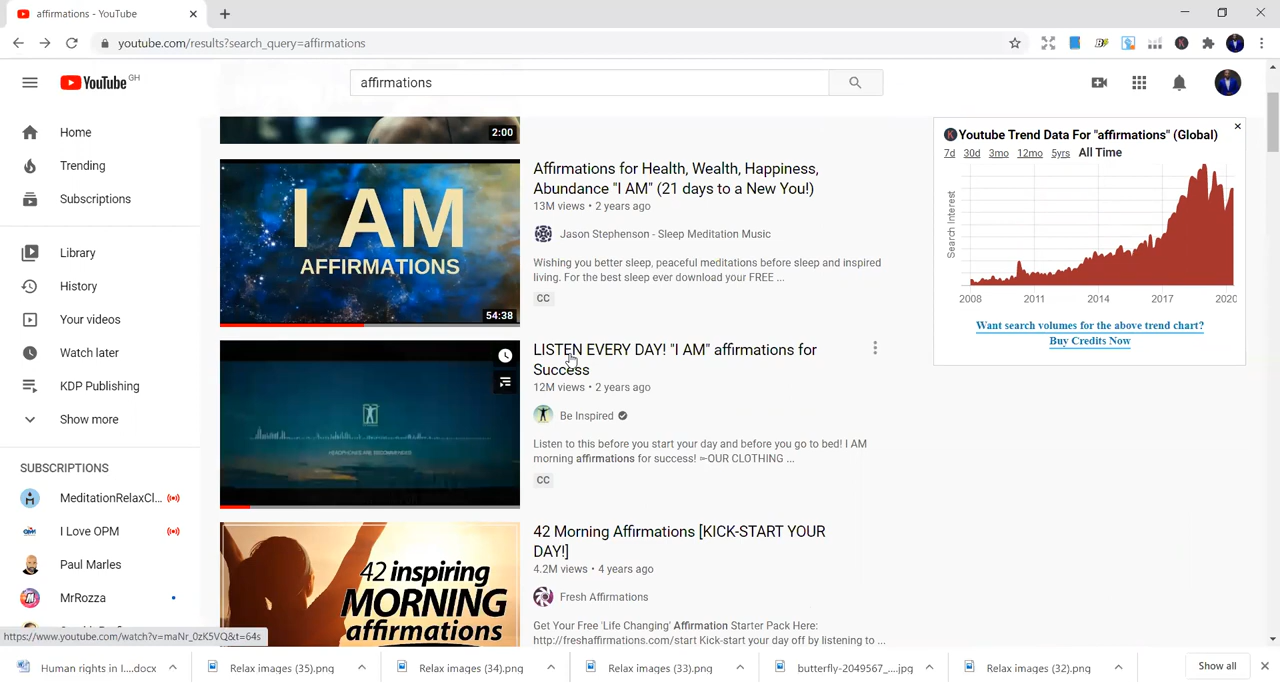 affirmations - YouTube
youtube.com/results?search_query=affirmations
YouTube GH
affirmations
Home
Trending
Subscriptions
Library
History
Your videos
Watch later
KDP Publishing
Show more
SUBSCRIPTIONS
MeditationRelaxCl...
I Love OPM
Paul Marles
MrRozza
2:00
I AM
AFFIRMATIONS
54:38
Affirmations for Health, Wealth, Happiness,
Abundance "I AM" (21 days to a New You!)
13M views • 2 years ago
Jason Stephenson - Sleep Meditation Music
Wishing you better sleep, peaceful meditations before sleep and inspired
living. For the best sleep ever download your FREE ...
CC
HEADPHONES ARE RECOMMENDED
LISTEN EVERY DAY! "I AM" affirmations for
Success
12M views • 2 years ago
Be Inspired
Listen to this before you start your day and before you go to bed! I AM
morning affirmations for success! ➳OUR CLOTHING ...
CC
42 inspiring
MORNING
affirmations
42 Morning Affirmations [KICK-START YOUR
DAY!]
4.2M views • 4 years ago
Fresh Affirmations
Get Your Free 'Life Changing' Affirmation Starter Pack Here:
http://freshaffirmations.com/start Kick-start your day off by listening to ...
Youtube Trend Data For "affirmations" (Global)
7d 30d 3mo 12mo 5yrs All Time
Search Interest
2008 2011 2014 2017 2020
Want search volumes for the above trend chart?
Buy Credits Now
https://www.youtube.com/watch?v=maNr_0zK5VQ&t=64s
Human rights in I....docx
Relax images (35).png
Relax images (34).png
Relax images (33).png
butterfly-2049567_....jpg
Relax images (32).png
Show all